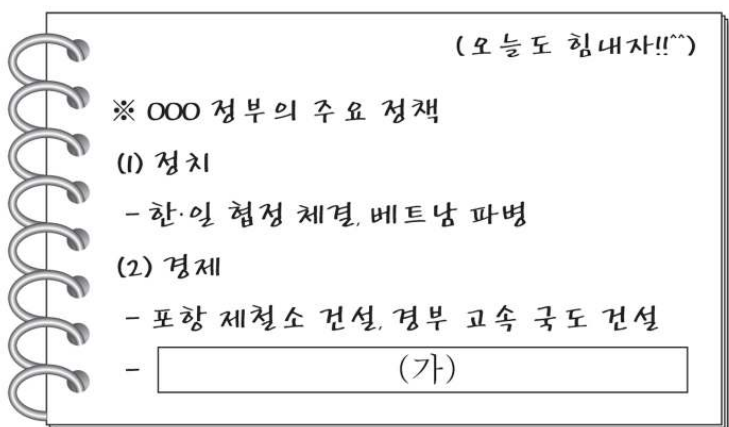 (오늘도 힘내자!!^^)
※ OOO 정부의 주요 정책
(1) 정치
- 한·일 협정 체결, 베트남 파병
(2) 경제
- 포항 제철소 건설, 경부 고속 국도 건설
- (가)